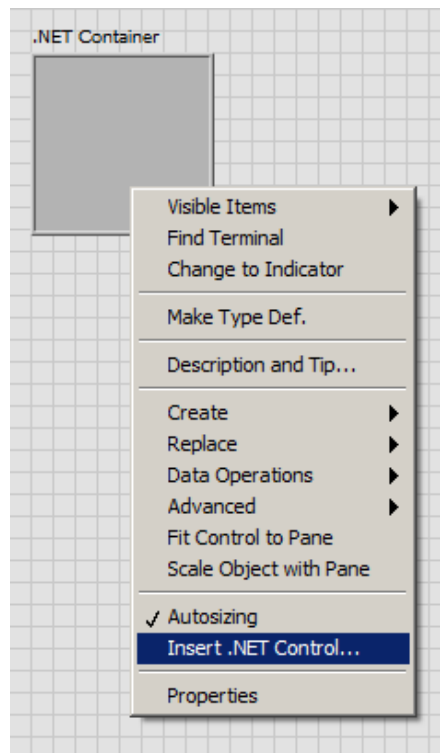 .NET Container
Visible Items
Find Terminal
Change to Indicator
Make Type Def.
Description and Tip...
Create
Replace
Data Operations
Advanced
Fit Control to Pane
Scale Object with Pane
Autosizing
Insert .NET Control...
Properties